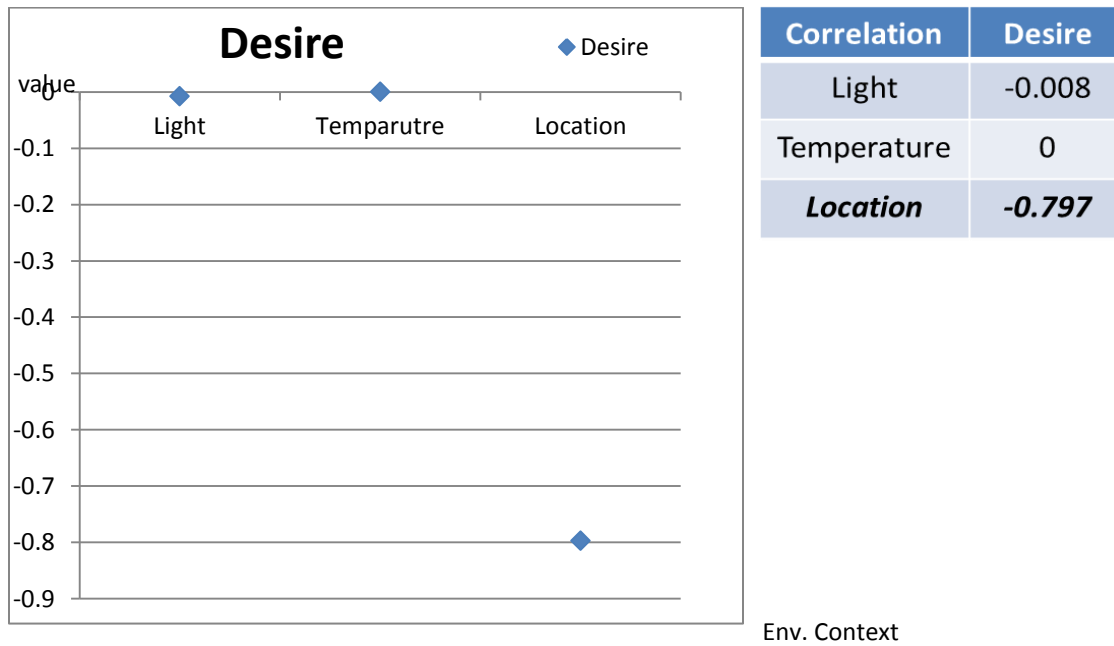 Desire
Desire
value
0
Light Temparutre Location
-0.1
-0.2
-0.3
-0.4
-0.5
-0.6
-0.7
-0.8
-0.9
Correlation Desire
Light -0.008
Temperature 0
Location -0.797
Env. Context